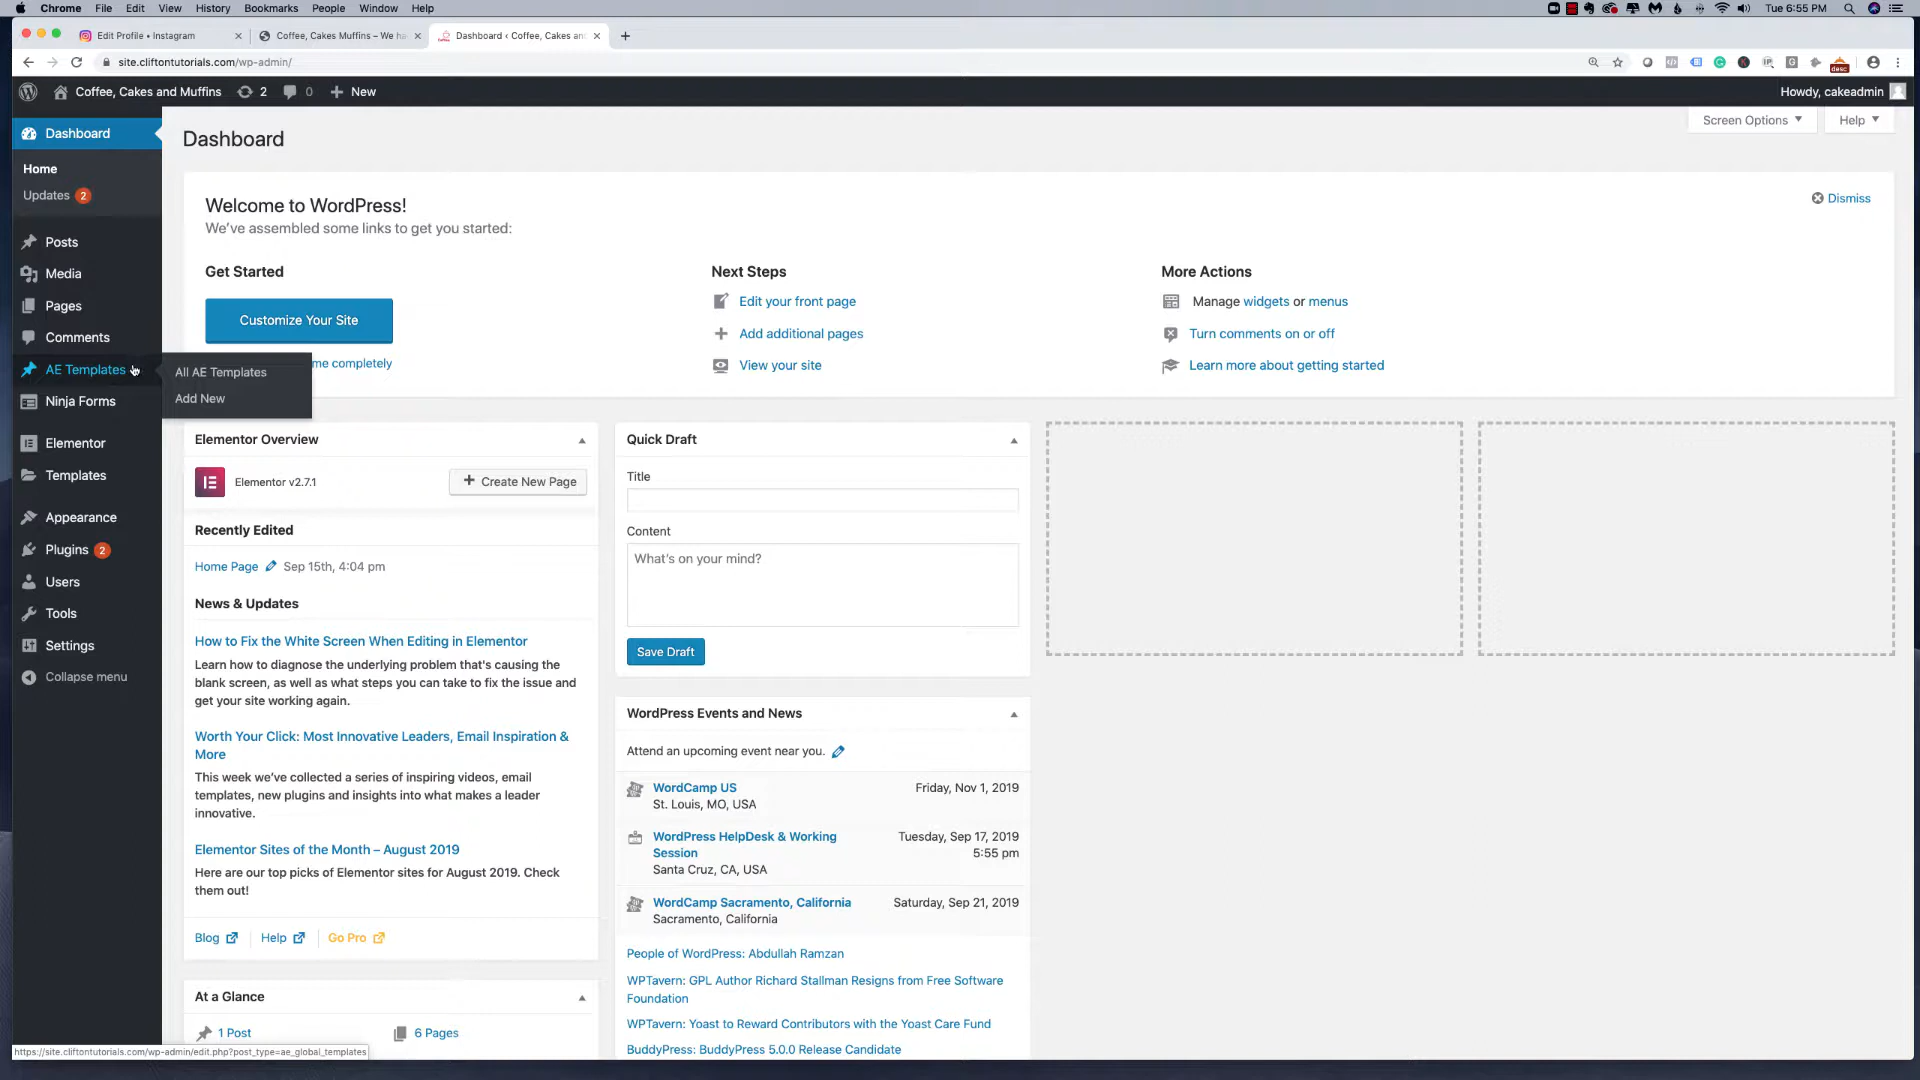 Chrome File Edit View History Bookmarks People Window Help
Tue 6:55 PM
Edit Profile • Instagram
Coffee, Cakes Muffins – We ha
Dashboard ‹ Coffee, Cakes an
site.cliftontutorials.com/wp-admin/
Coffee, Cakes and Muffins 2 0 New
Howdy, cakeadmin
Dashboard
Home
Updates 2
Posts
Media
Pages
Comments
AE Templates
All AE Templates
Add New
Ninja Forms
Elementor
Templates
Appearance
Plugins 2
Users
Tools
Settings
Collapse menu
Dashboard
Screen Options
Help
Welcome to WordPress!
We've assembled some links to get you started:
Dismiss
Get Started
Customize Your Site
me completely
Next Steps
Edit your front page
Add additional pages
View your site
More Actions
Manage widgets or menus
Turn comments on or off
Learn more about getting started
Elementor Overview
Elementor v2.7.1
Create New Page
Recently Edited
Home Page Sep 15th, 4:04 pm
News & Updates
How to Fix the White Screen When Editing in Elementor
Learn how to diagnose the underlying problem that's causing the
blank screen, as well as what steps you can take to fix the issue and
get your site working again.
Worth Your Click: Most Innovative Leaders, Email Inspiration &
More
This week we've collected a series of inspiring videos, email
templates, new plugins and insights into what makes a leader
innovative.
Elementor Sites of the Month – August 2019
Here are our top picks of Elementor sites for August 2019. Check
them out!
Blog Help Go Pro
At a Glance
1 Post 6 Pages
Quick Draft
Title
Content
What's on your mind?
Save Draft
WordPress Events and News
Attend an upcoming event near you.
WordCamp US Friday, Nov 1, 2019
St. Louis, MO, USA
WordPress HelpDesk & Working Tuesday, Sep 17, 2019
Session 5:55 pm
Santa Cruz, CA, USA
WordCamp Sacramento, California Saturday, Sep 21, 2019
Sacramento, California
People of WordPress: Abdullah Ramzan
WPTavern: GPL Author Richard Stallman Resigns from Free Software
Foundation
WPTavern: Yoast to Reward Contributors with the Yoast Care Fund
BuddyPress: BuddyPress 5.0.0 Release Candidate
https://site.cliftontutorials.com/wp-admin/edit.php?post_type=ae_global_templates